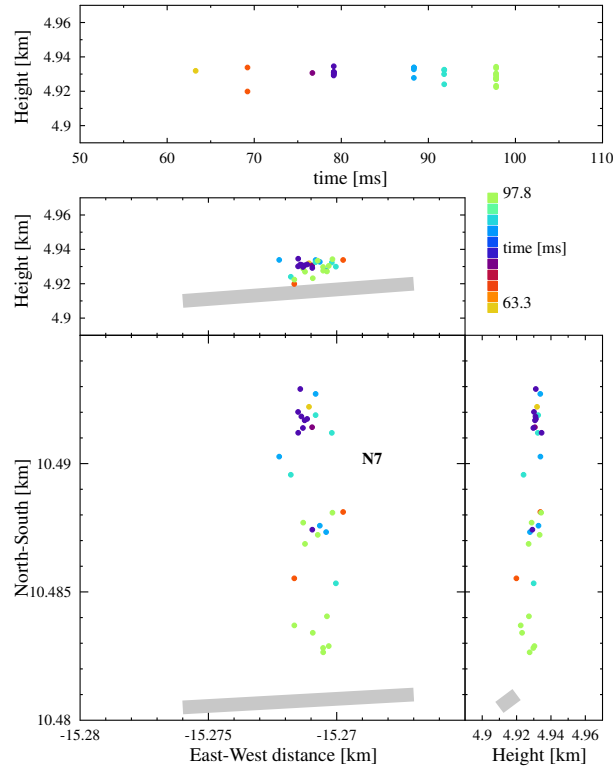 4.96
4.93
4.9
Height [km]
50 60 70 80 90 100 110
time [ms]
4.96
4.94
4.92
4.9
Height [km]
97.8
time [ms]
63.3
10.49
10.485
10.48
North-South [km]
N7
-15.28 -15.275 -15.27
East-West distance [km]
4.9 4.92 4.94 4.96
Height [km]